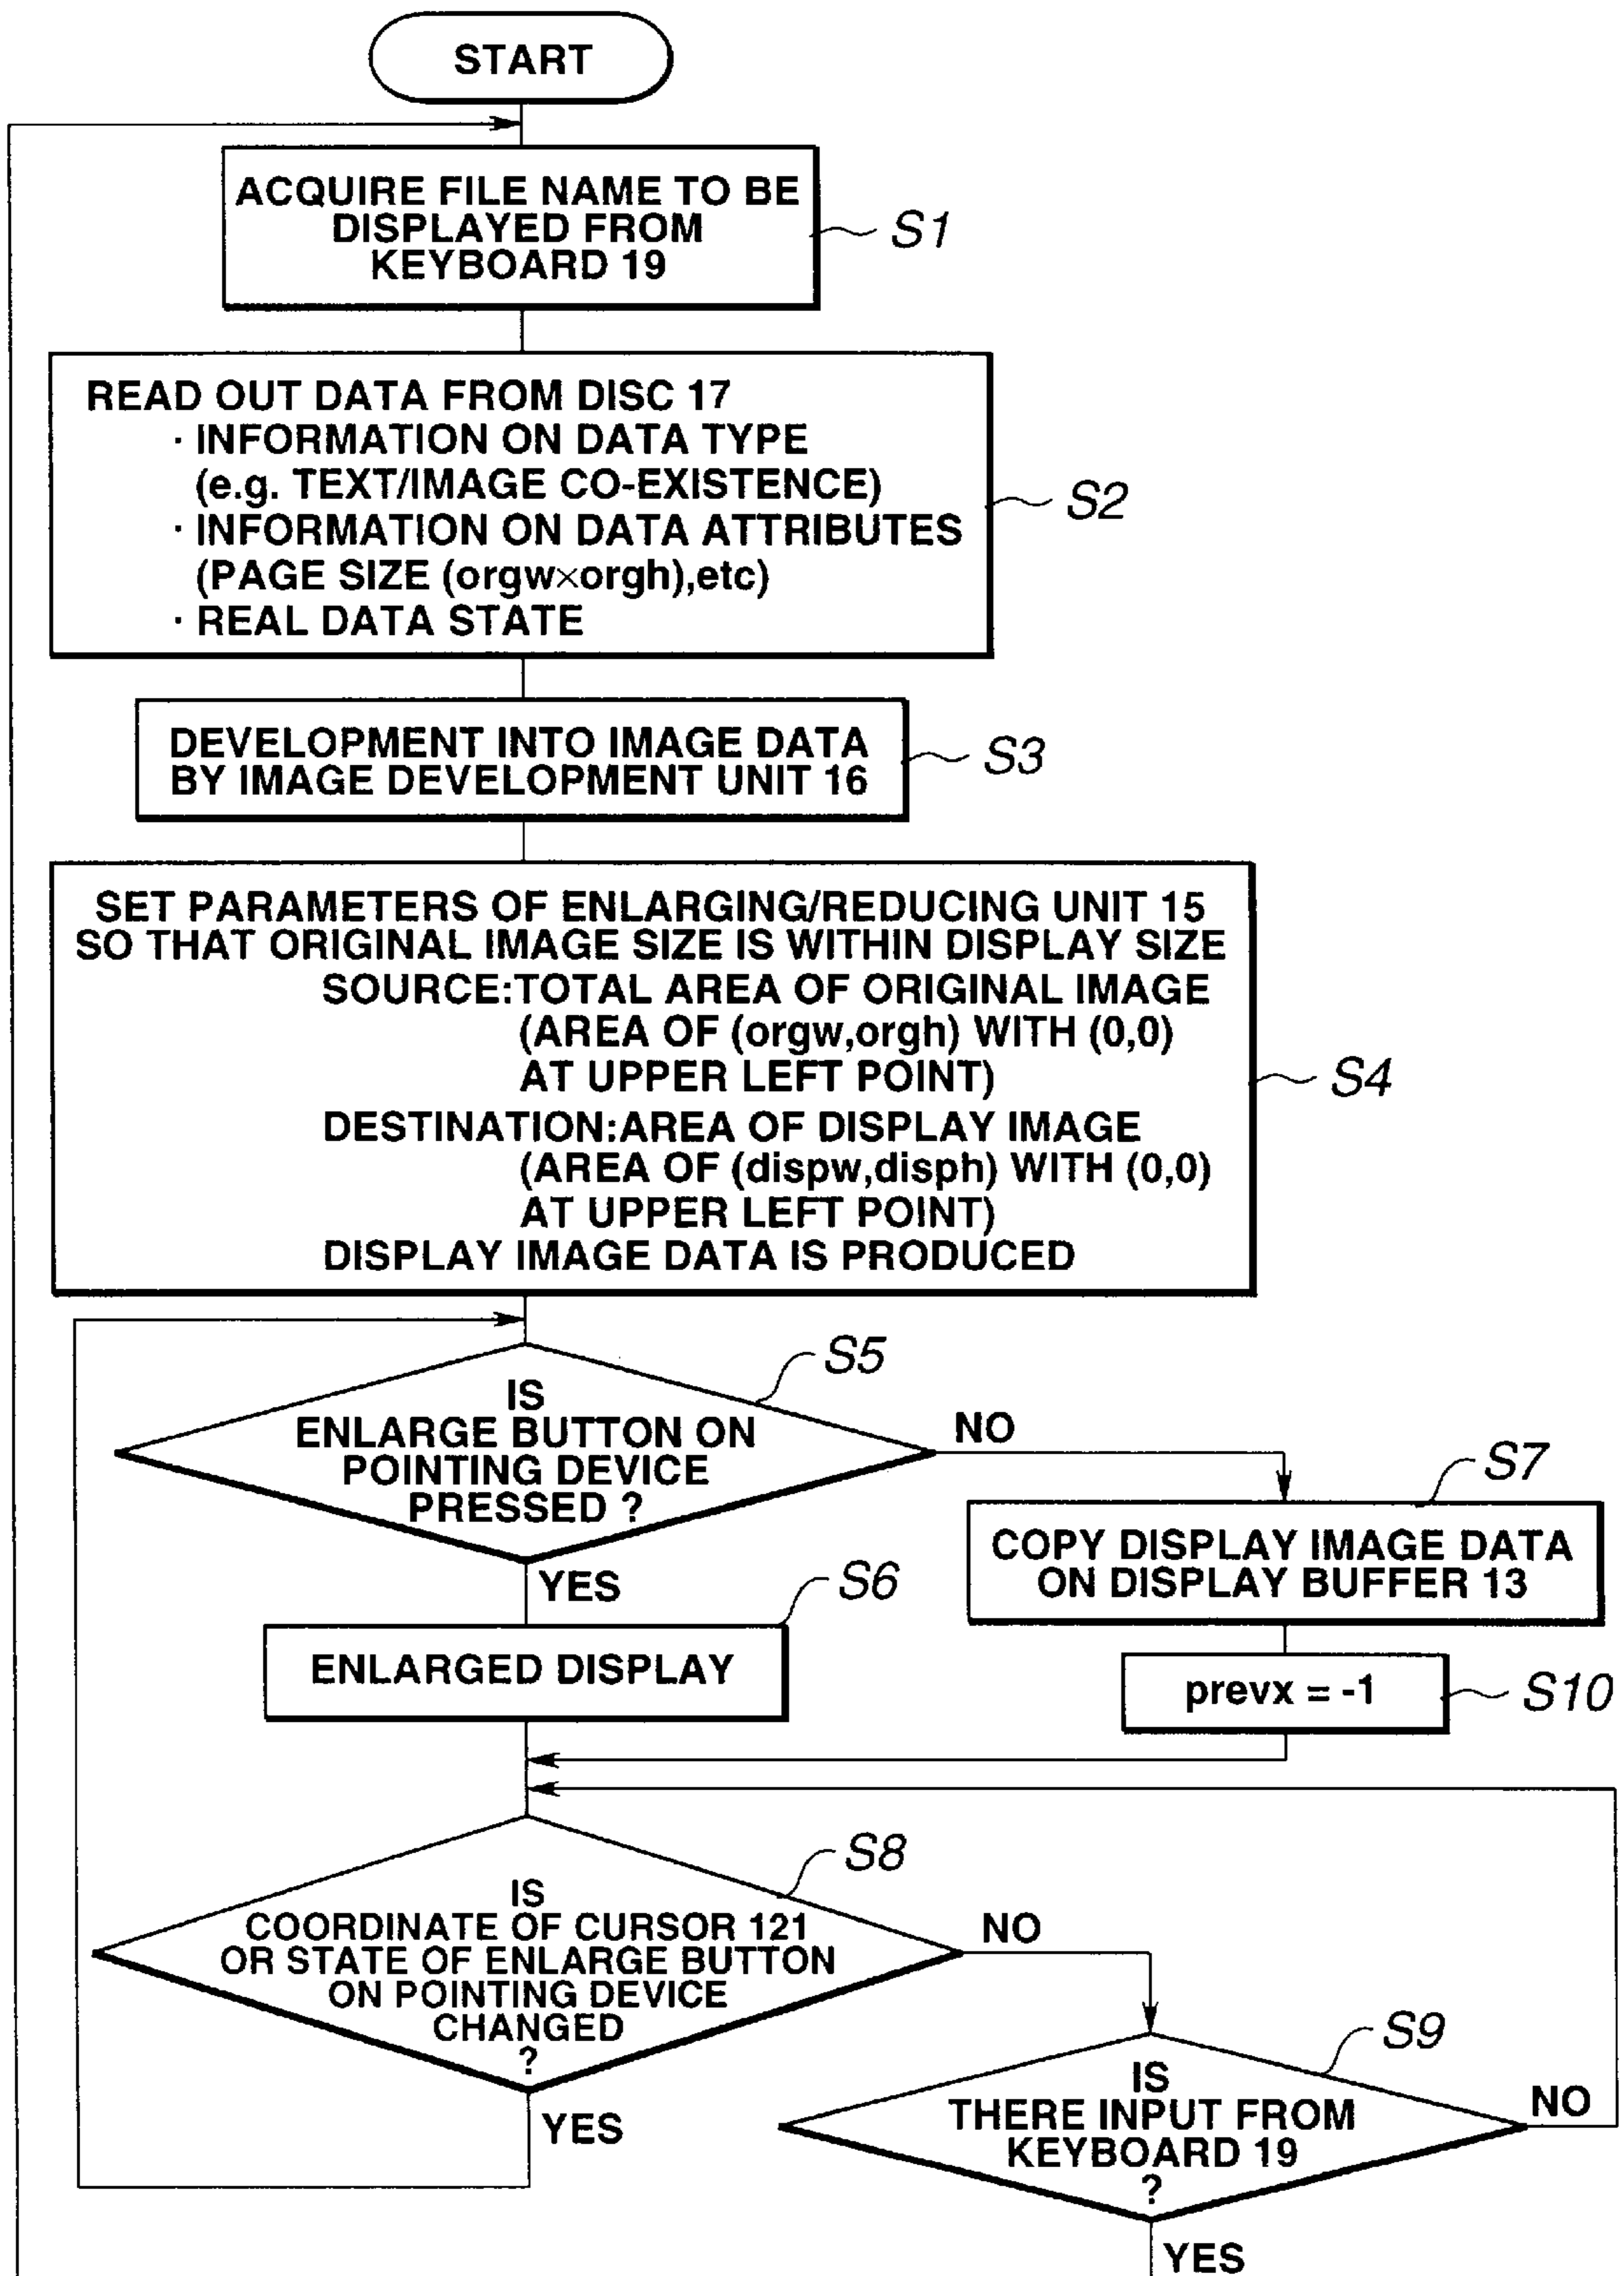 START
ACQUIRE FILE NAME TO BE
DISPLAYED FROM
KEYBOARD 19
S1
READ OUT DATA FROM DISC 17
· INFORMATION ON DATA TYPE
(e.g. TEXT/IMAGE CO-EXISTENCE)
· INFORMATION ON DATA ATTRIBUTES
(PAGE SIZE (orgw×orgh),etc)
· REAL DATA STATE
S2
DEVELOPMENT INTO IMAGE DATA
BY IMAGE DEVELOPMENT UNIT 16
S3
SET PARAMETERS OF ENLARGING/REDUCING UNIT 15
SO THAT ORIGINAL IMAGE SIZE IS WITHIN DISPLAY SIZE
SOURCE:TOTAL AREA OF ORIGINAL IMAGE
(AREA OF (orgw,orgh) WITH (0,0)
AT UPPER LEFT POINT)
DESTINATION:AREA OF DISPLAY IMAGE
(AREA OF (dispw,disph) WITH (0,0)
AT UPPER LEFT POINT)
DISPLAY IMAGE DATA IS PRODUCED
S4
S5
IS
ENLARGE BUTTON ON
POINTING DEVICE
PRESSED ?
NO
YES
S7
COPY DISPLAY IMAGE DATA
ON DISPLAY BUFFER 13
S6
ENLARGED DISPLAY
prevx = -1
S10
S8
IS
COORDINATE OF CURSOR 121
OR STATE OF ENLARGE BUTTON
ON POINTING DEVICE
CHANGED
?
NO
YES
S9
IS
THERE INPUT FROM
KEYBOARD 19
?
NO
YES